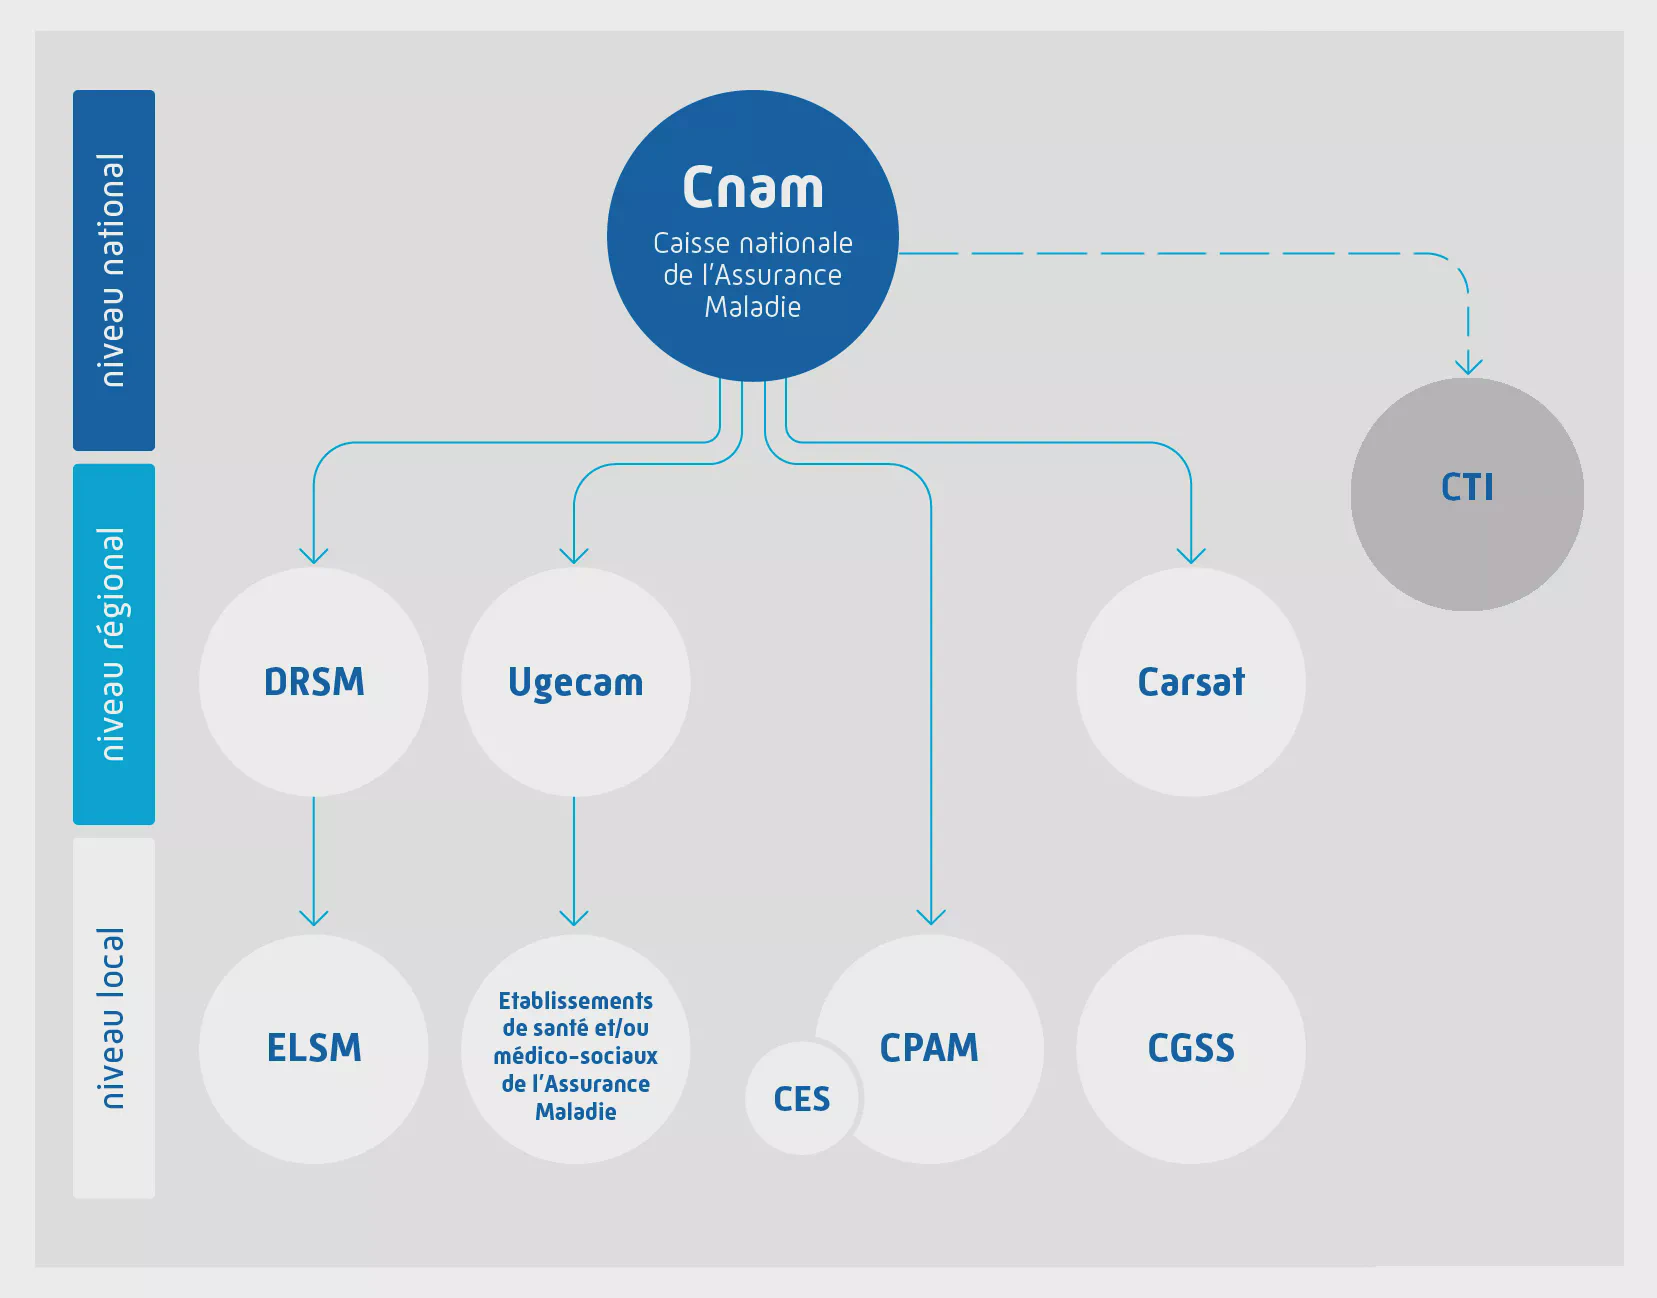 niveau national
Cnam
Caisse nationale
de l'Assurance
Maladie
CTI
niveau régional
DRSM
Ugecam
Carsat
niveau local
ELSM
Etablissements
de santé et/ou
médico-sociaux
de l'Assurance
Maladie
CES
CPAM
CGSS